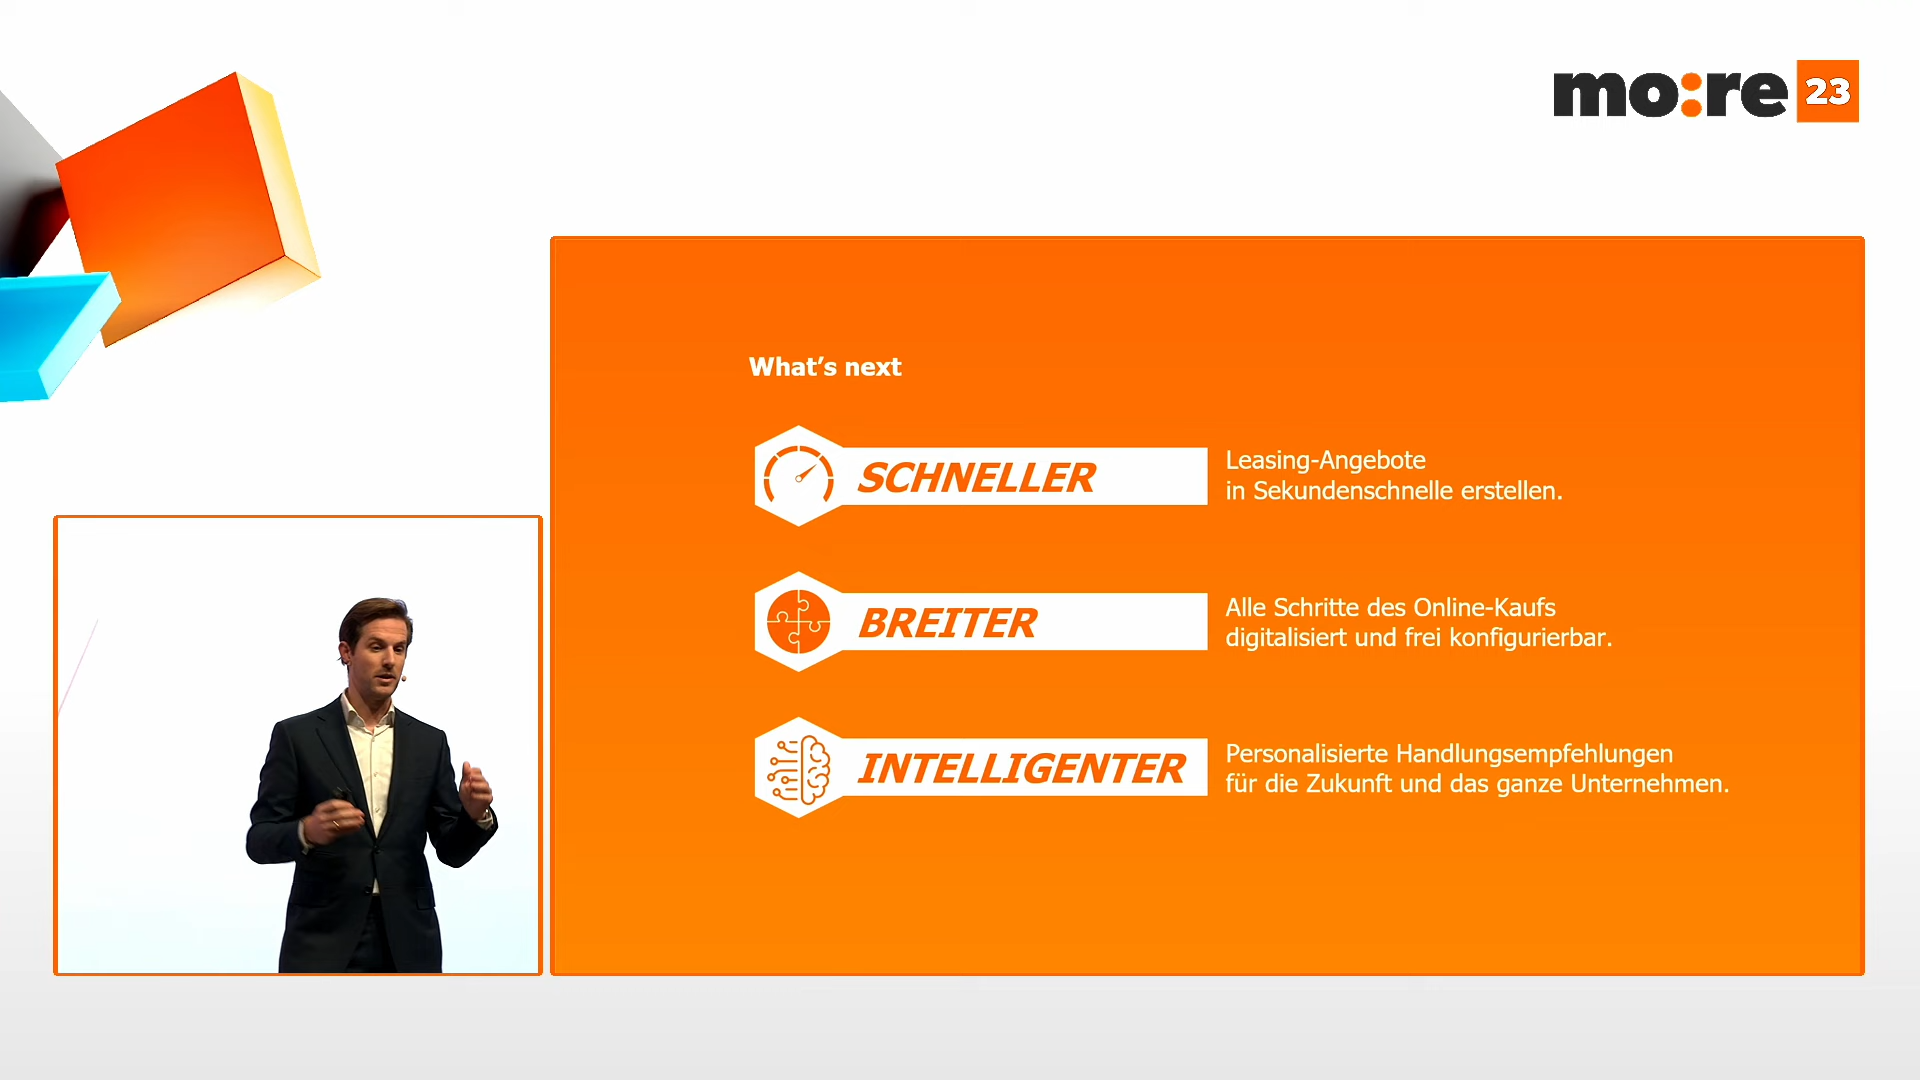 mo:re 23
What’s next
SCHNELLER
Leasing-Angebote
in Sekundenschnelle erstellen.
BREITER
Alle Schritte des Online-Kaufs
digitalisiert und frei konfigurierbar.
INTELLIGENTER
Personalisierte Handlungsempfehlungen
für die Zukunft und das ganze Unternehmen.